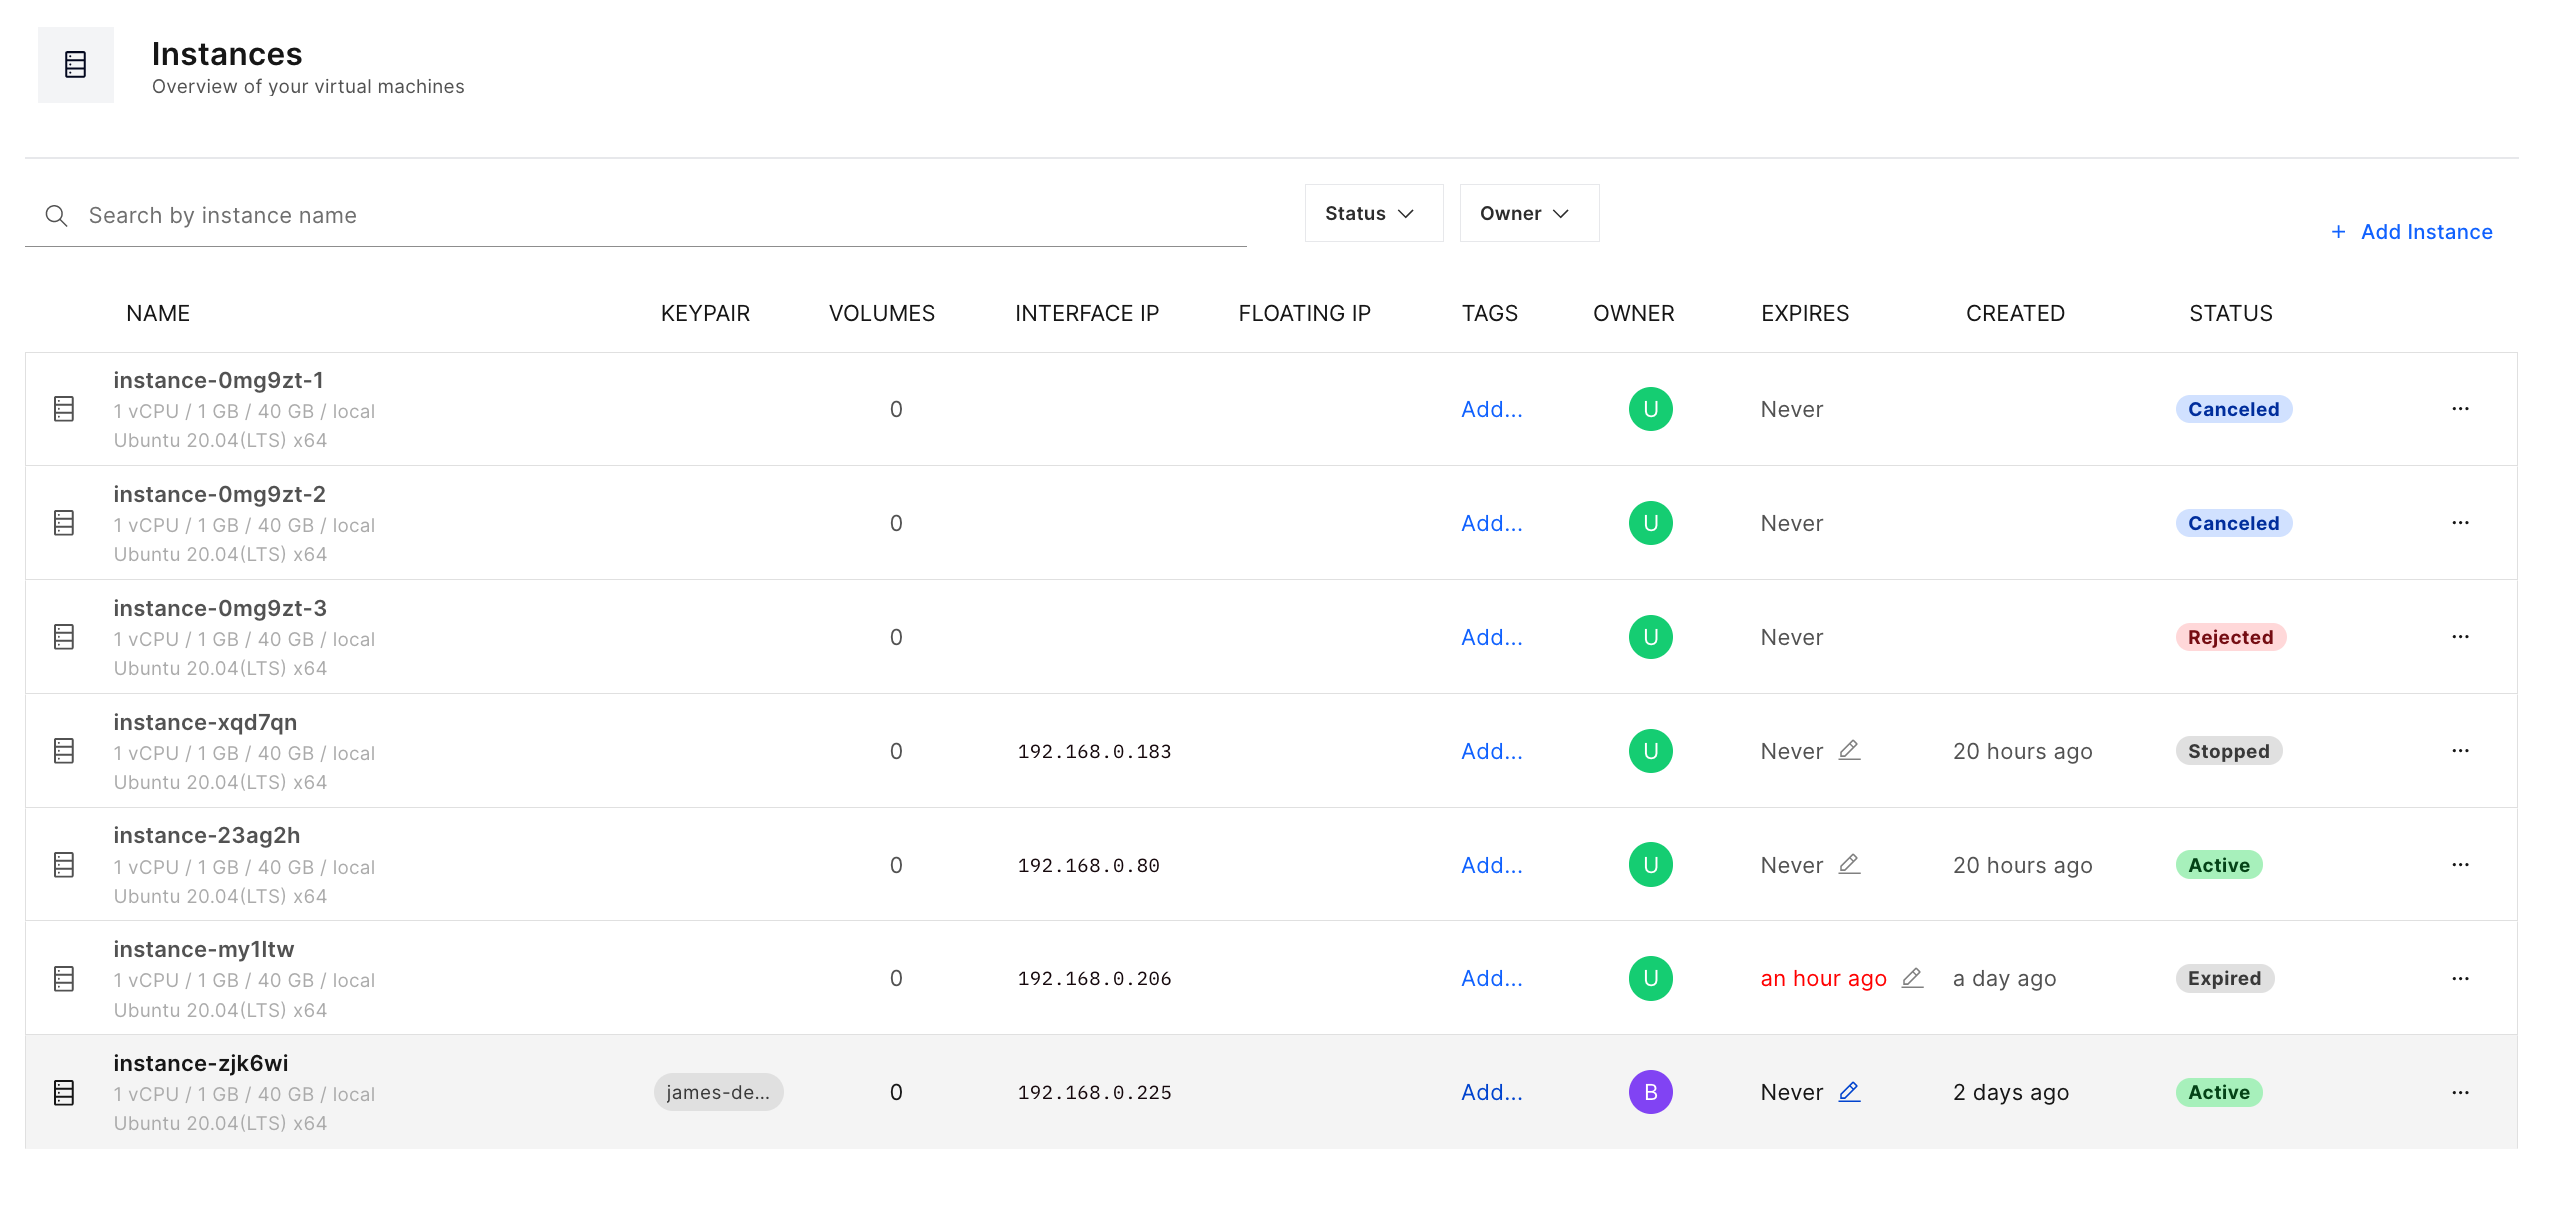 Instances
Overview of your virtual machines
Search by instance name
Status
Owner
+ Add Instance
NAME KEYPAIR VOLUMES INTERFACE IP FLOATING IP TAGS OWNER EXPIRES CREATED STATUS
instance-0mg9zt-1
1 vCPU / 1 GB / 40 GB / local
Ubuntu 20.04(LTS) x64
0 Add... U Never Canceled ...
instance-0mg9zt-2
1 vCPU / 1 GB / 40 GB / local
Ubuntu 20.04(LTS) x64
0 Add... U Never Canceled ...
instance-0mg9zt-3
1 vCPU / 1 GB / 40 GB / local
Ubuntu 20.04(LTS) x64
0 Add... U Never Rejected ...
instance-xqd7qn
1 vCPU / 1 GB / 40 GB / local
Ubuntu 20.04(LTS) x64
0 192.168.0.183 Add... U Never 20 hours ago Stopped ...
instance-23ag2h
1 vCPU / 1 GB / 40 GB / local
Ubuntu 20.04(LTS) x64
0 192.168.0.80 Add... U Never 20 hours ago Active ...
instance-my1ltw
1 vCPU / 1 GB / 40 GB / local
Ubuntu 20.04(LTS) x64
0 192.168.0.206 Add... U an hour ago a day ago Expired ...
instance-zjk6wi
1 vCPU / 1 GB / 40 GB / local
Ubuntu 20.04(LTS) x64
james-de... 0 192.168.0.225 Add... B Never 2 days ago Active ...